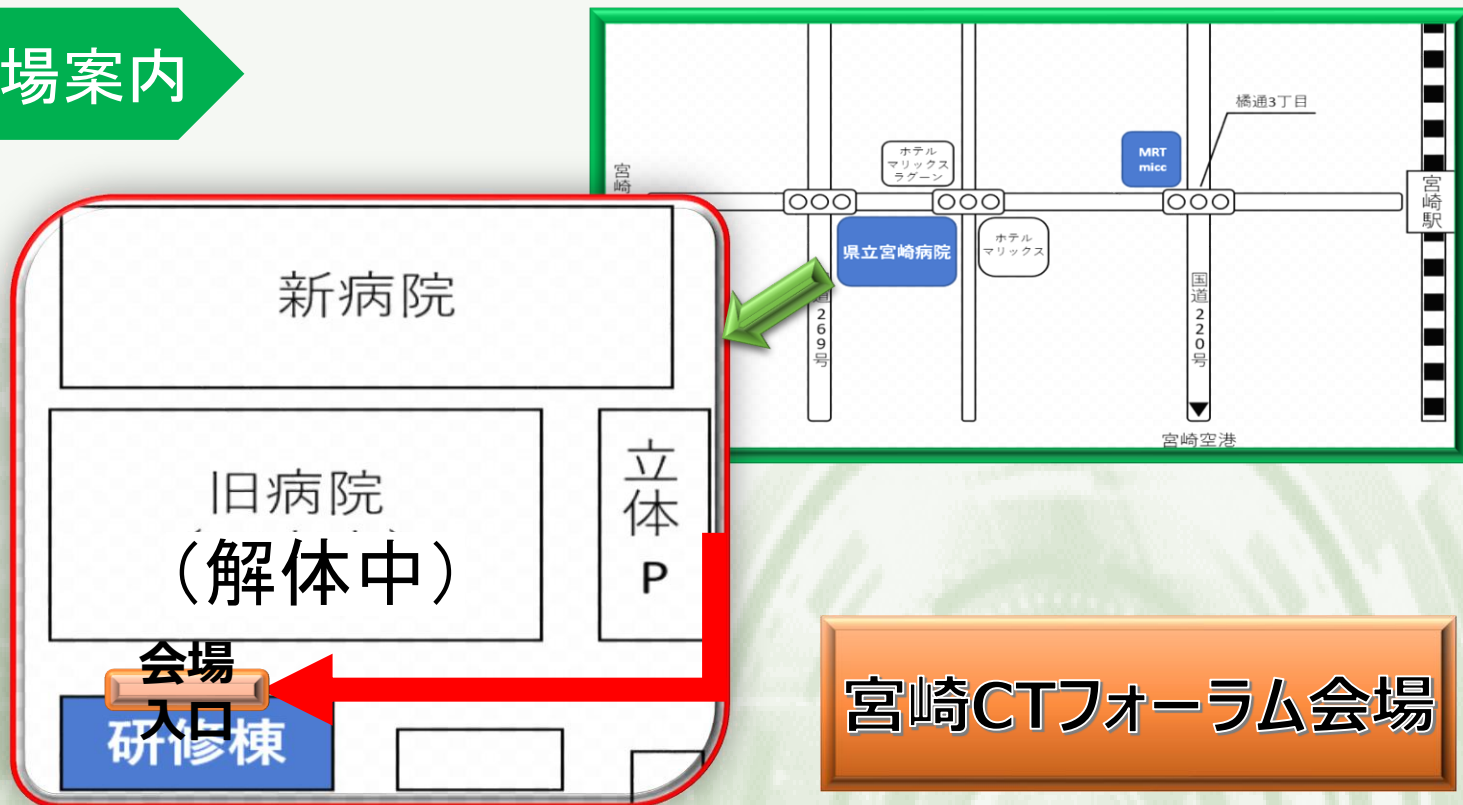 場案内
橘通3丁目
ホテル
マリックス
ラグーン
MRT
micc
宮崎
宮崎駅
県立宮崎病院
ホテル
マリックス
道269号
国道220号
宮崎空港
新病院
旧病院
（解体中）
立体P
会場
入口
研修棟
宮崎CTフォーラム会場